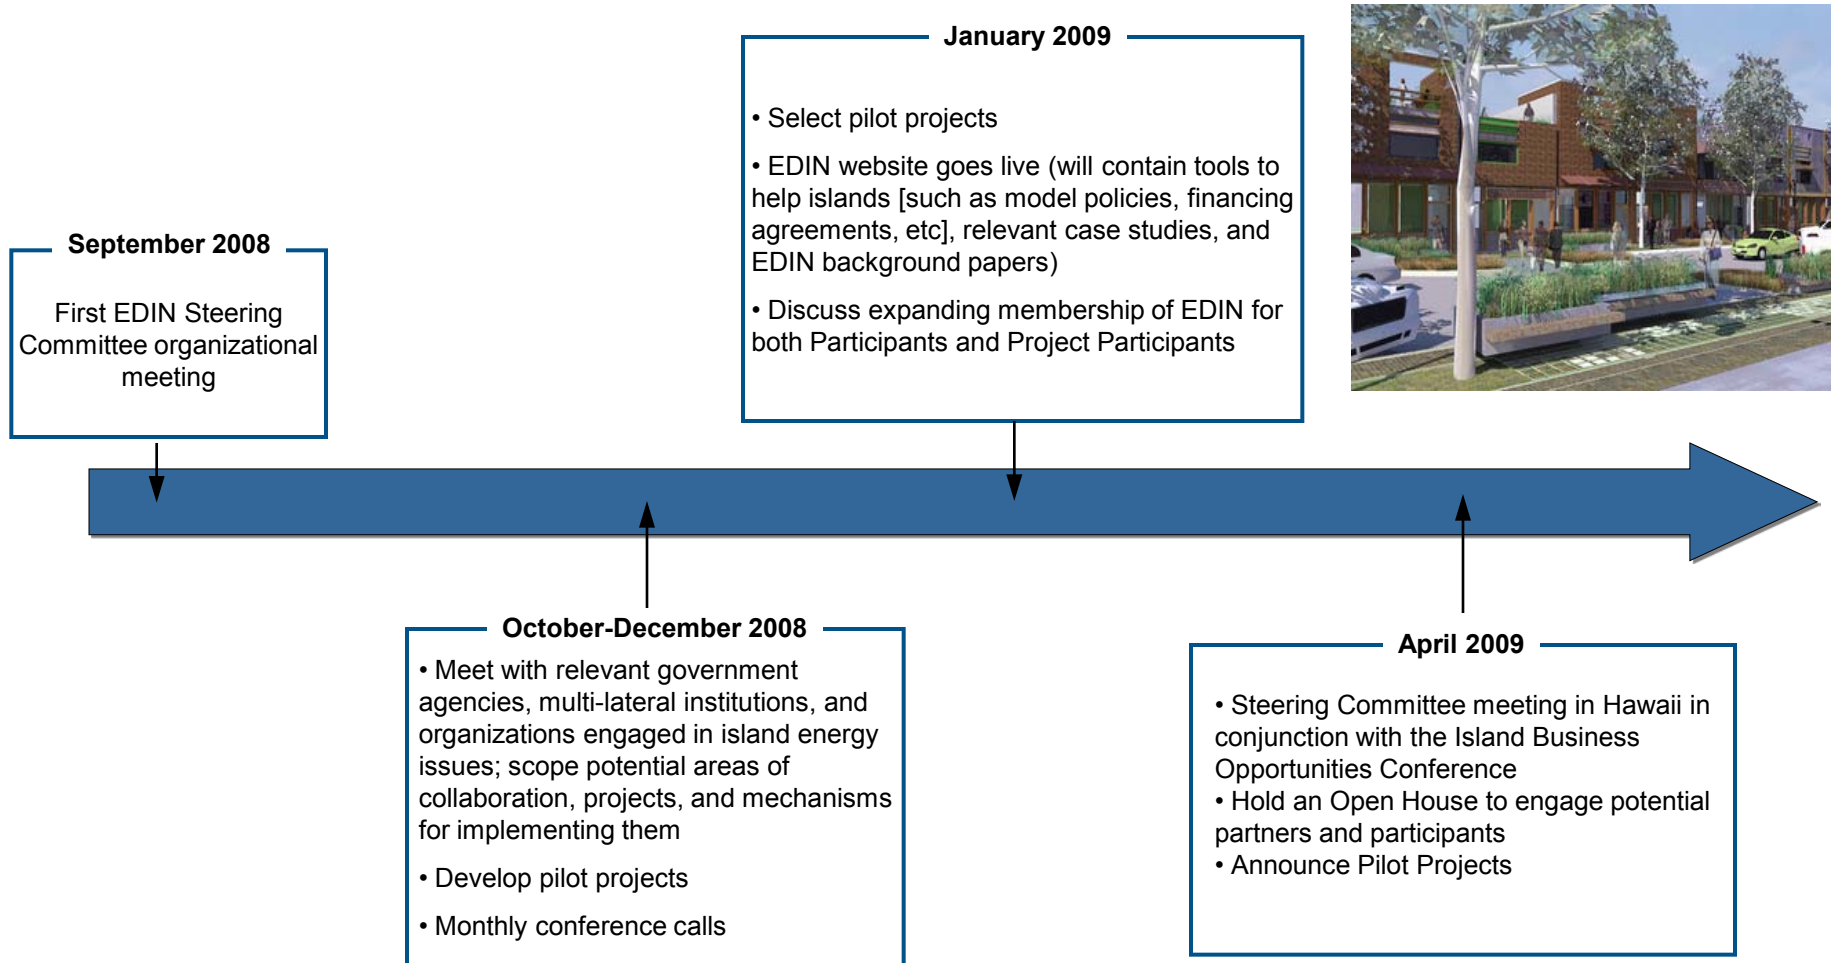 September 2008
First EDIN Steering
Committee organizational
meeting
October-December 2008
• Meet with relevant government
agencies, multi-lateral institutions, and
organizations engaged in island energy
issues; scope potential areas of
collaboration, projects, and mechanisms
for implementing them
• Develop pilot projects
• Monthly conference calls
January 2009
• Select pilot projects
• EDIN website goes live (will contain tools to
help islands [such as model policies, financing
agreements, etc], relevant case studies, and
EDIN background papers)
• Discuss expanding membership of EDIN for
both Participants and Project Participants
April 2009
• Steering Committee meeting in Hawaii in
conjunction with the Island Business
Opportunities Conference
• Hold an Open House to engage potential
partners and participants
• Announce Pilot Projects